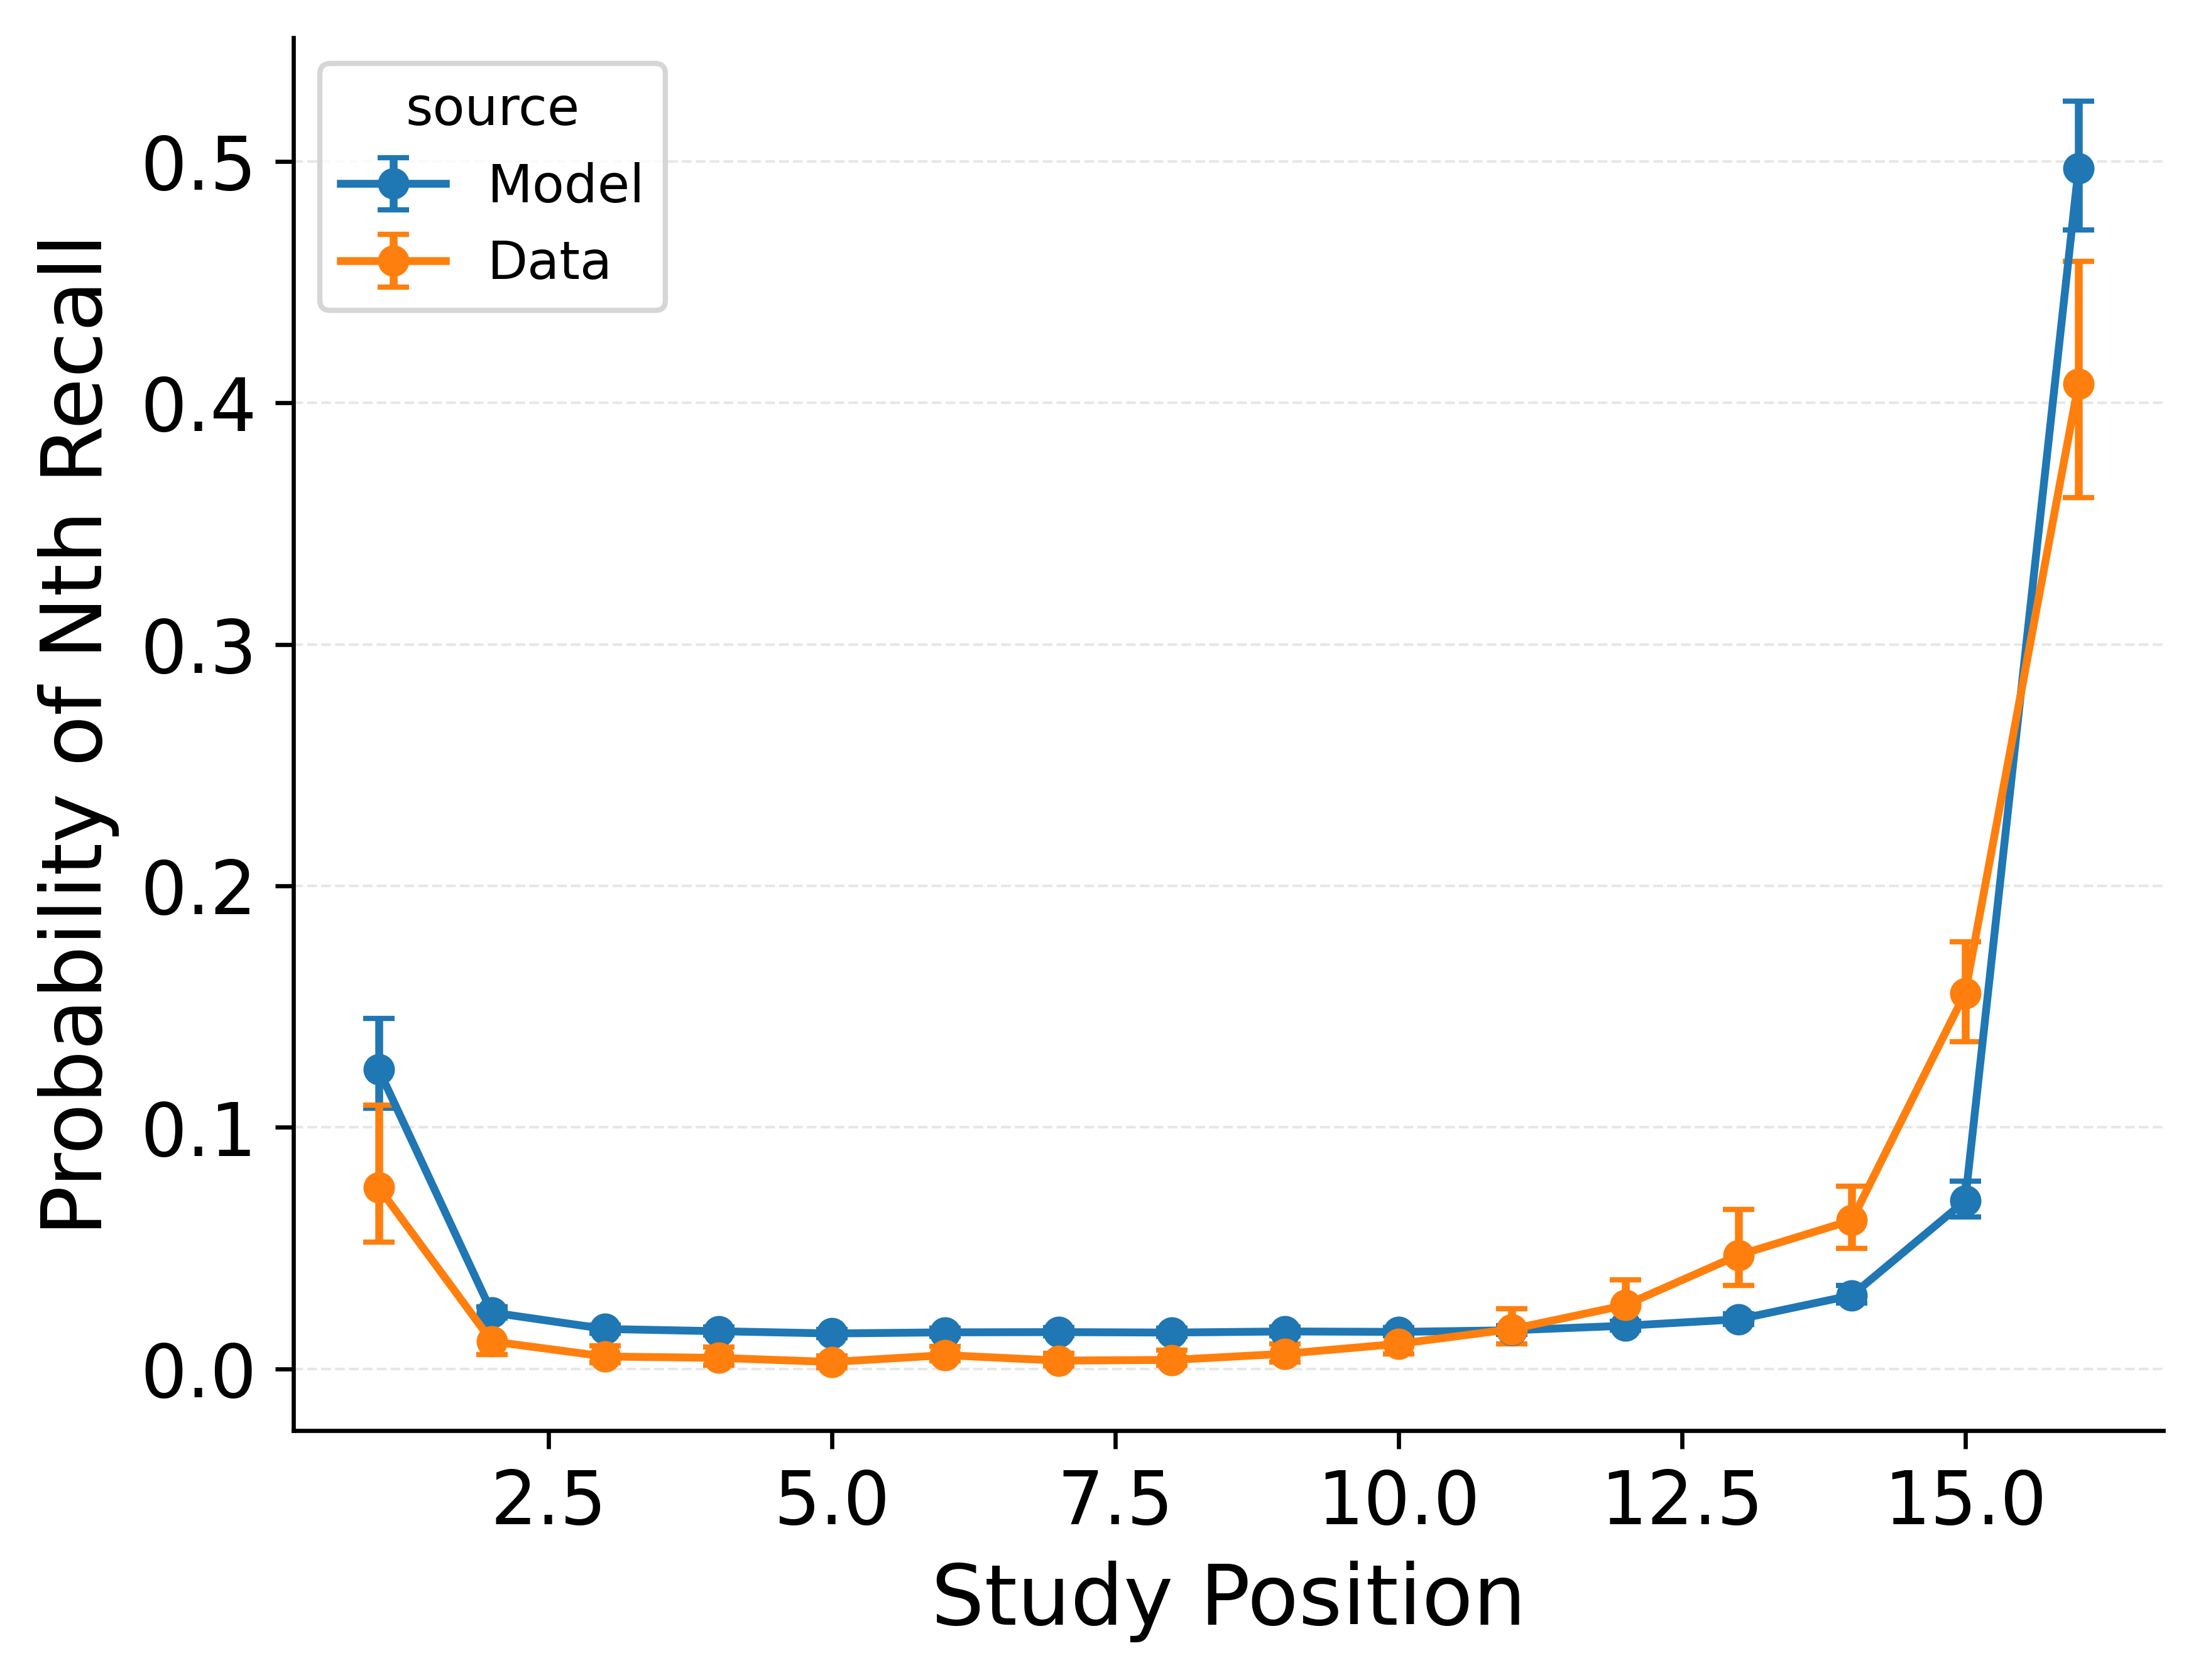 source
Model
Data
Probability of Nth Recall
0.5
0.4
0.3
0.2
0.1
0.0
2.5 5.0 7.5 10.0 12.5 15.0
Study Position